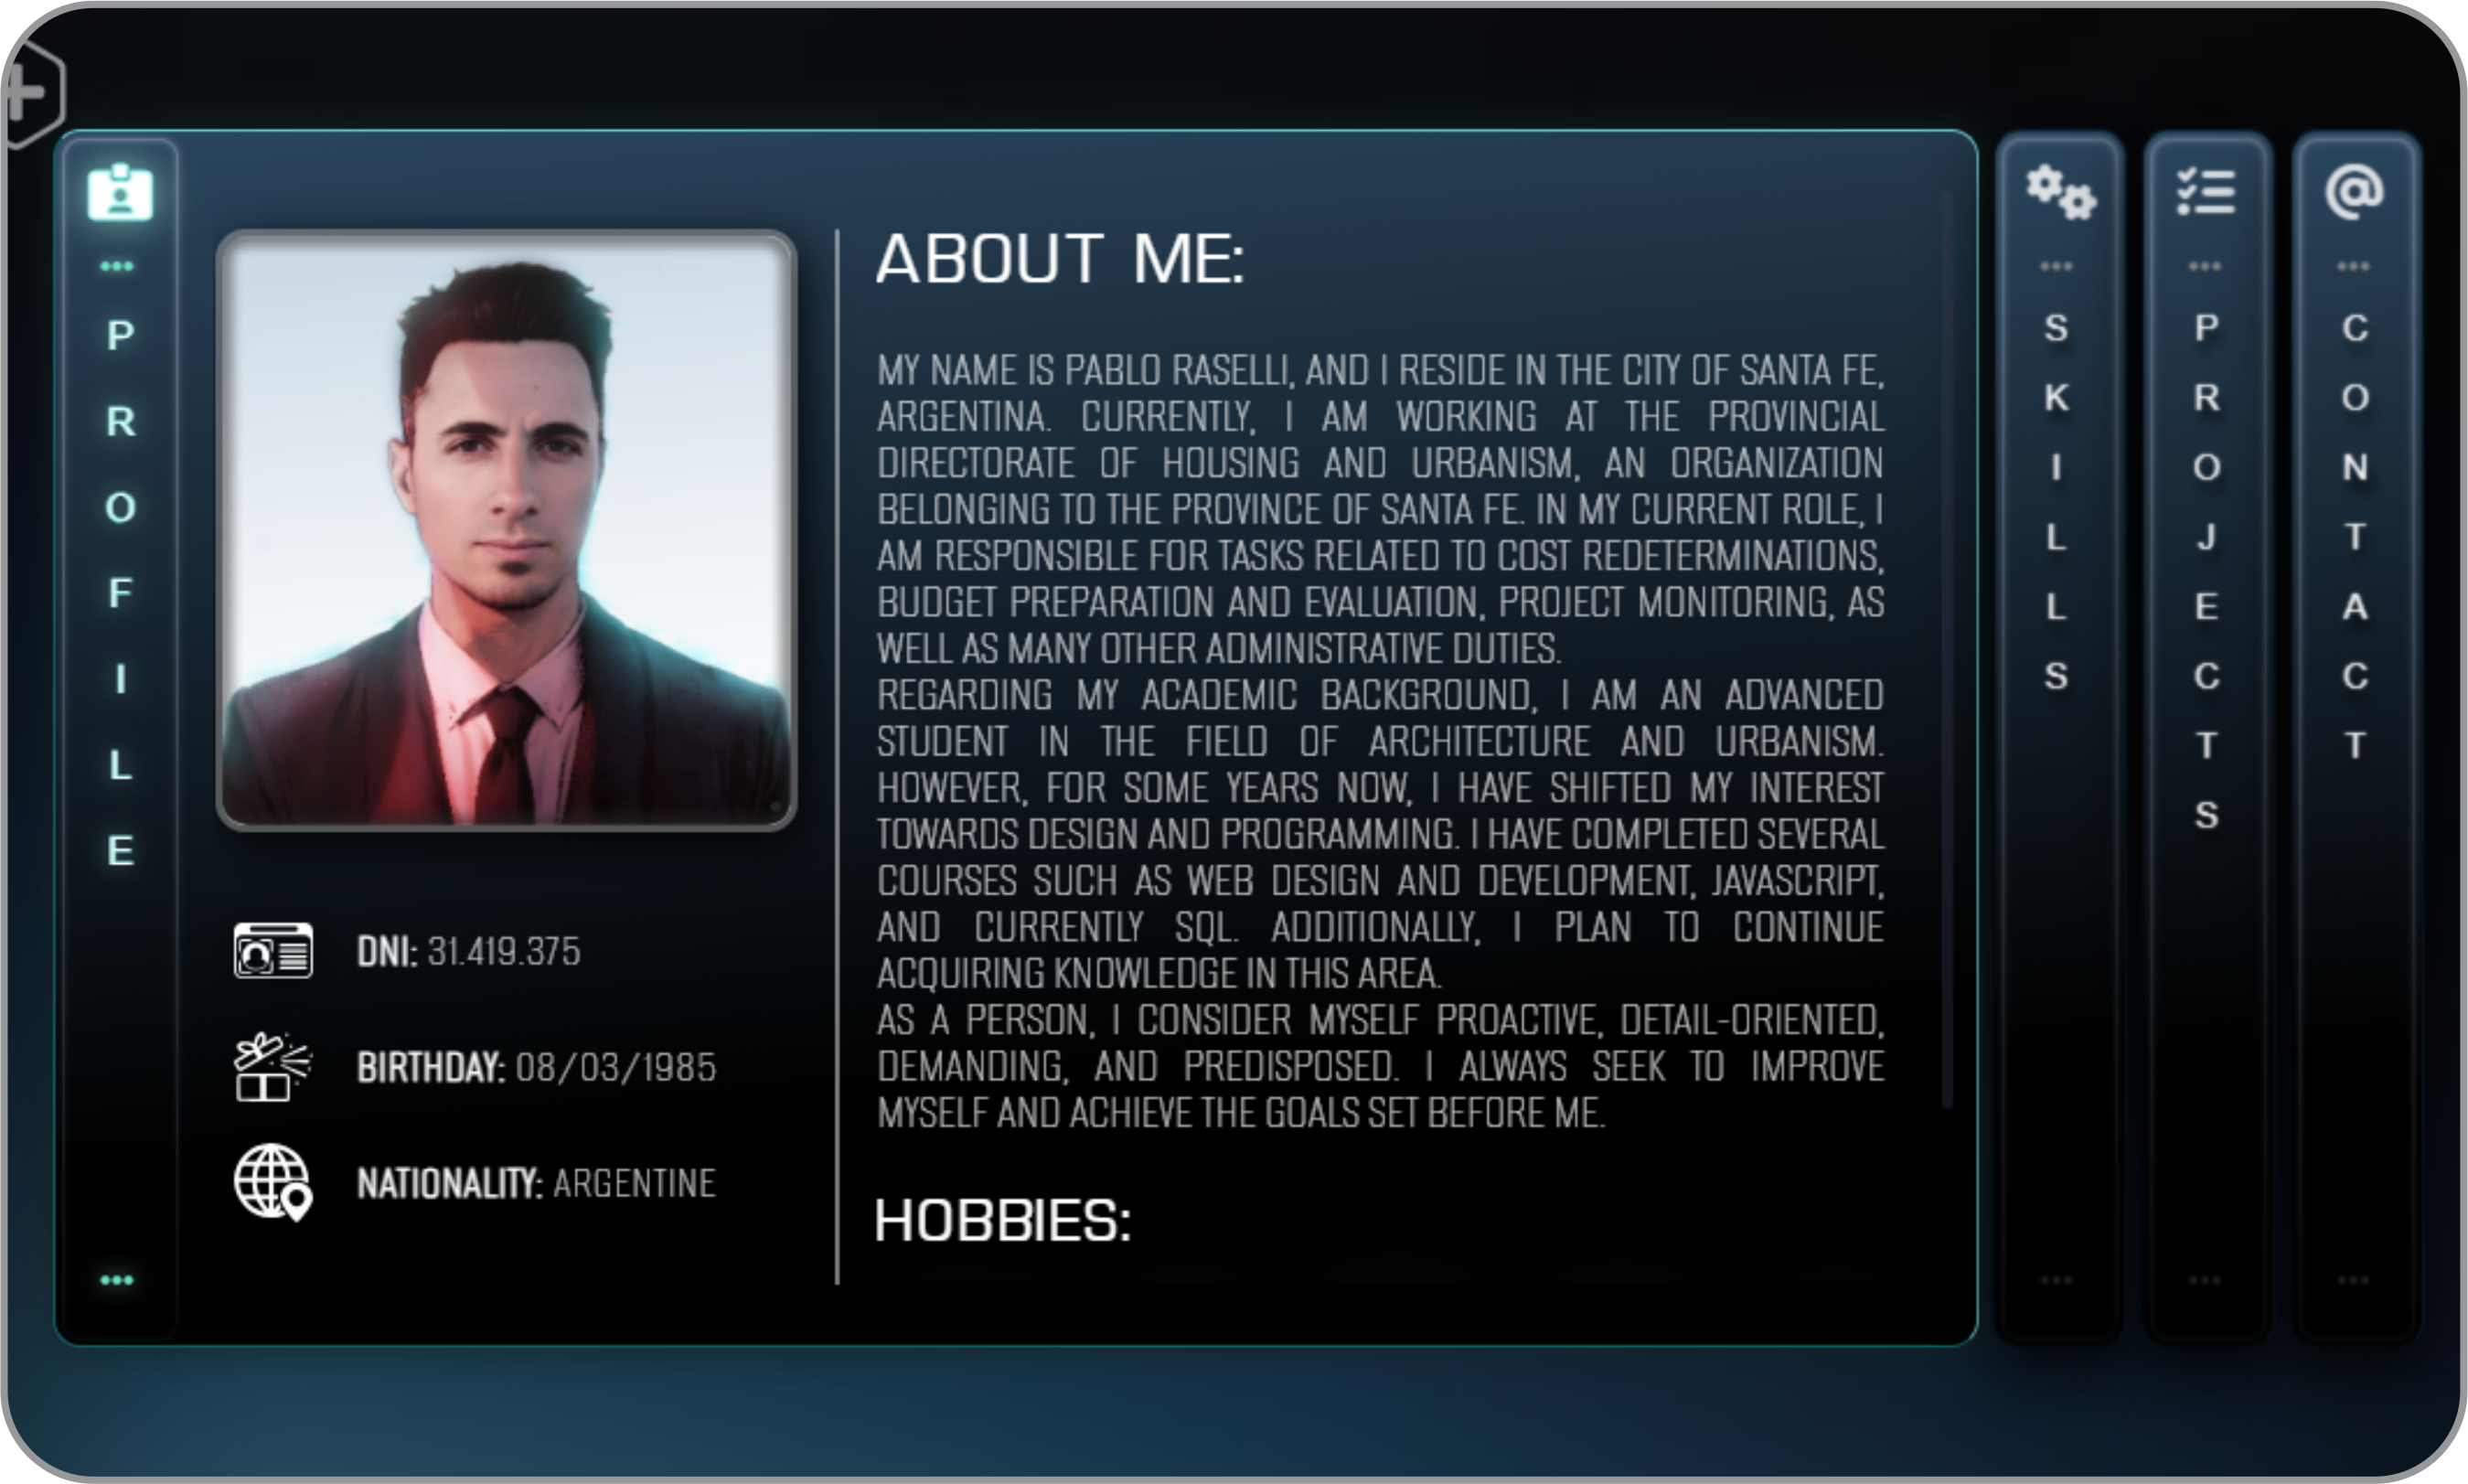 PROFILE
DNI: 31.419.375
BIRTHDAY: 08/03/1985
NATIONALITY: ARGENTINE
ABOUT ME:
MY NAME IS PABLO RASELLI, AND I RESIDE IN THE CITY OF SANTA FE,
ARGENTINA. CURRENTLY, I AM WORKING AT THE PROVINCIAL
DIRECTORATE OF HOUSING AND URBANISM, AN ORGANIZATION
BELONGING TO THE PROVINCE OF SANTA FE. IN MY CURRENT ROLE, I
AM RESPONSIBLE FOR TASKS RELATED TO COST REDETERMINATIONS,
BUDGET PREPARATION AND EVALUATION, PROJECT MONITORING, AS
WELL AS MANY OTHER ADMINISTRATIVE DUTIES.
REGARDING MY ACADEMIC BACKGROUND, I AM AN ADVANCED
STUDENT IN THE FIELD OF ARCHITECTURE AND URBANISM.
HOWEVER, FOR SOME YEARS NOW, I HAVE SHIFTED MY INTEREST
TOWARDS DESIGN AND PROGRAMMING. I HAVE COMPLETED SEVERAL
COURSES SUCH AS WEB DESIGN AND DEVELOPMENT, JAVASCRIPT,
AND CURRENTLY SQL. ADDITIONALLY, I PLAN TO CONTINUE
ACQUIRING KNOWLEDGE IN THIS AREA.
AS A PERSON, I CONSIDER MYSELF PROACTIVE, DETAIL-ORIENTED,
DEMANDING, AND PREDISPOSED. I ALWAYS SEEK TO IMPROVE
MYSELF AND ACHIEVE THE GOALS SET BEFORE ME.
HOBBIES:
SKILLS
PROJECTS
CONTACT